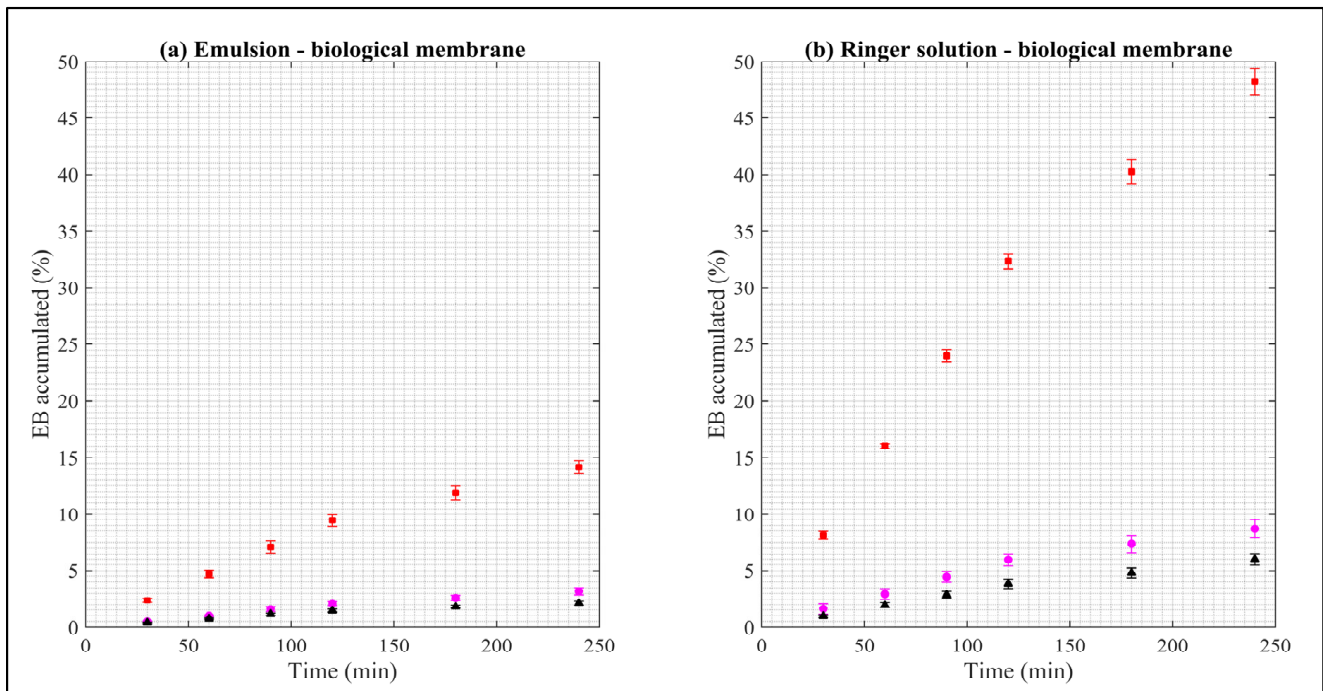 (a) Emulsion - biological membrane
50
45
40
35
30
25
20
15
10
5
0
EB accumulated (%)
0 50 100 150 200 250
Time (min)
(b) Ringer solution - biological membrane
50
45
40
35
30
25
20
15
10
5
0
EB accumulated (%)
0 50 100 150 200 250
Time (min)